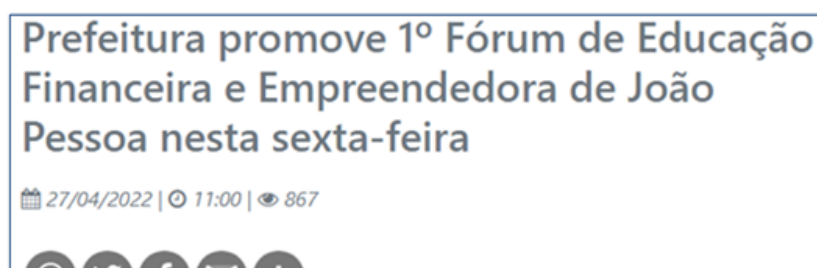 Prefeitura promove 1º Fórum de Educação
Financeira e Empreendedora de João
Pessoa nesta sexta-feira
27/04/2022 | 11:00 | 867